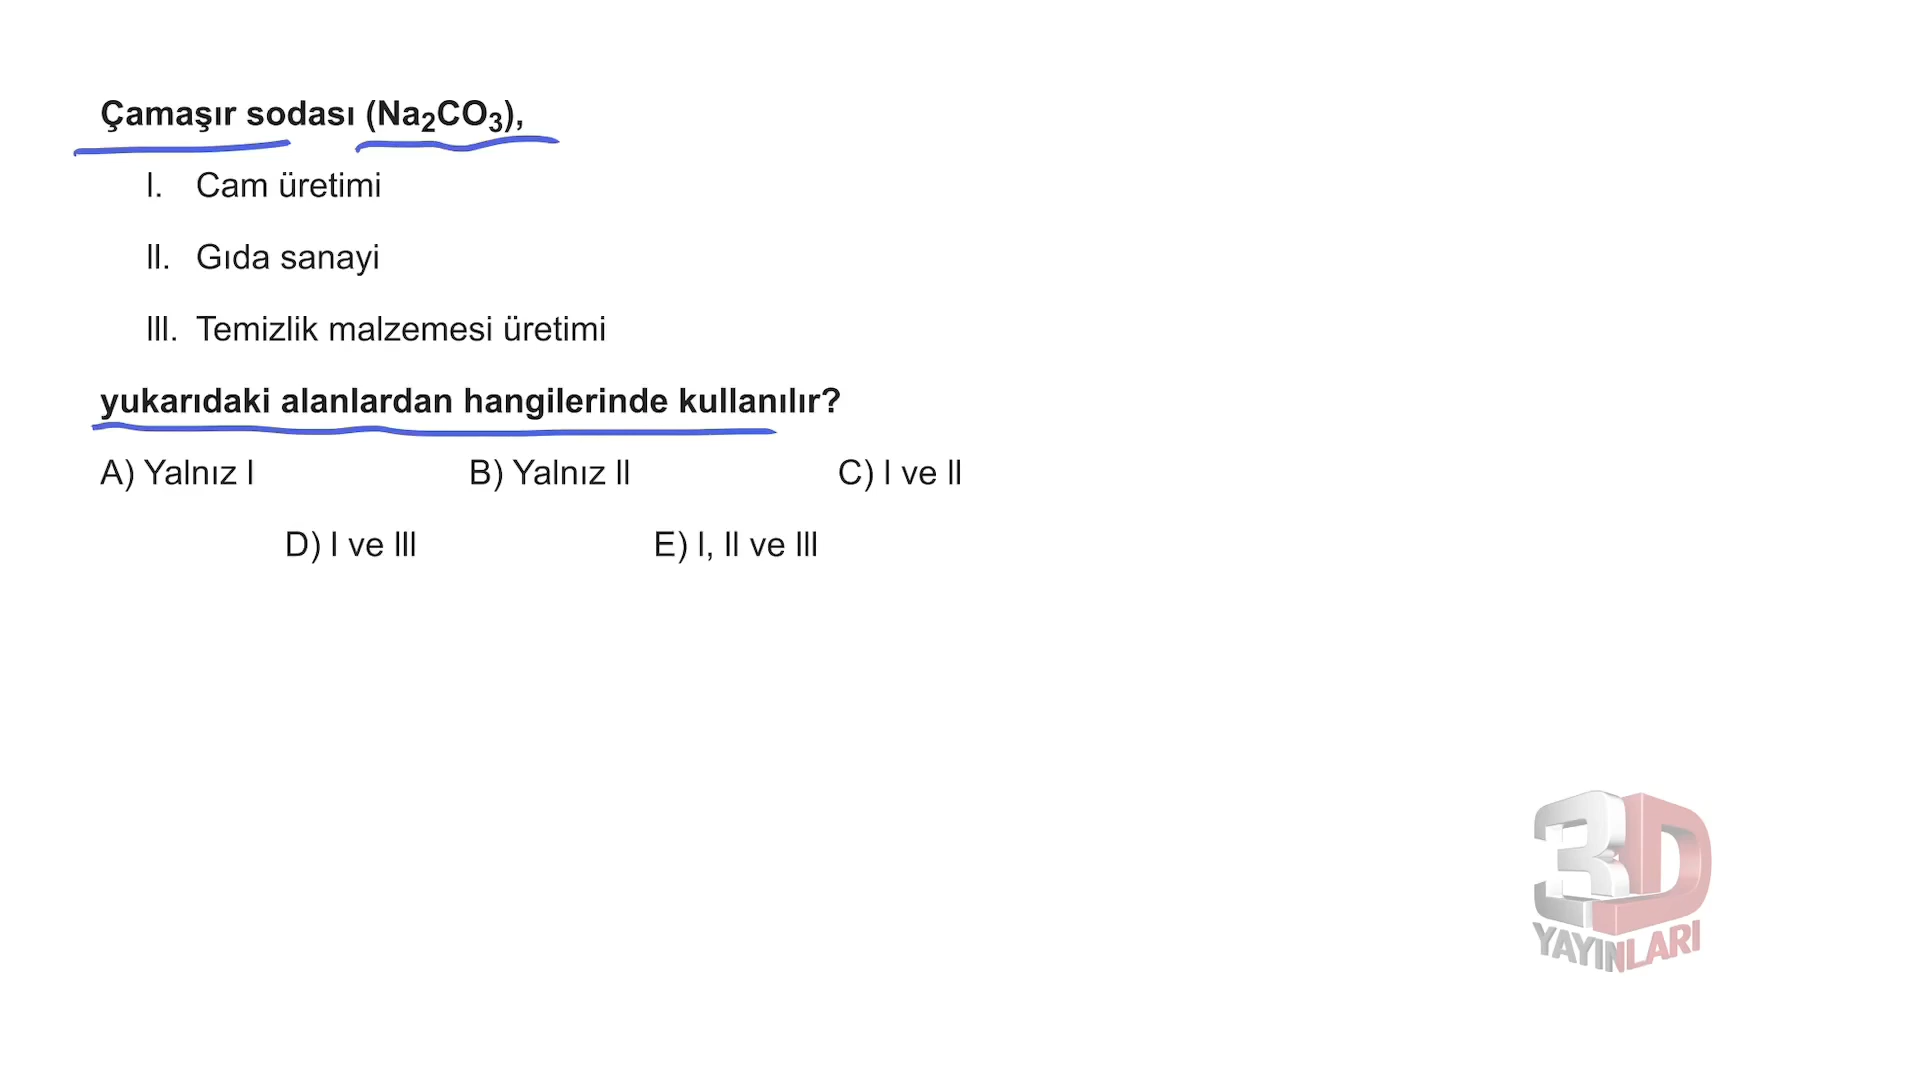 Çamaşır sodası (Na₂CO₃),
I. Cam üretimi
II. Gıda sanayi
III. Temizlik malzemesi üretimi
yukarıdaki alanlardan hangilerinde kullanılır?
A) Yalnız I B) Yalnız II C) I ve II
D) I ve III E) I, II ve III
3D
YAYINLARI